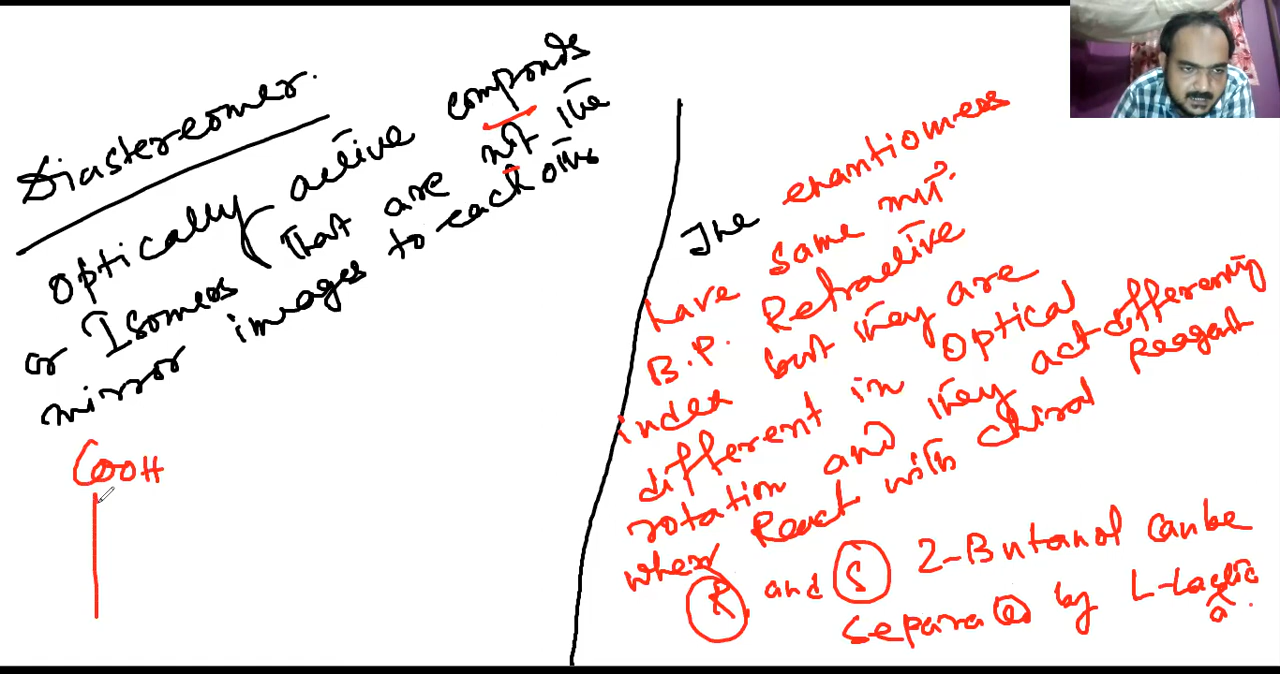 Diastereomer.
Optically active componds
or Isomers that are not the
mirror images to each other
COOH
The enantiomers
have same mpt.
B.P. Refractive
index but they are
different in Optical
rotation and they act differently
when React with chiral Reagent
R and S 2-Butanol can be
separated by L-Lactic
a.